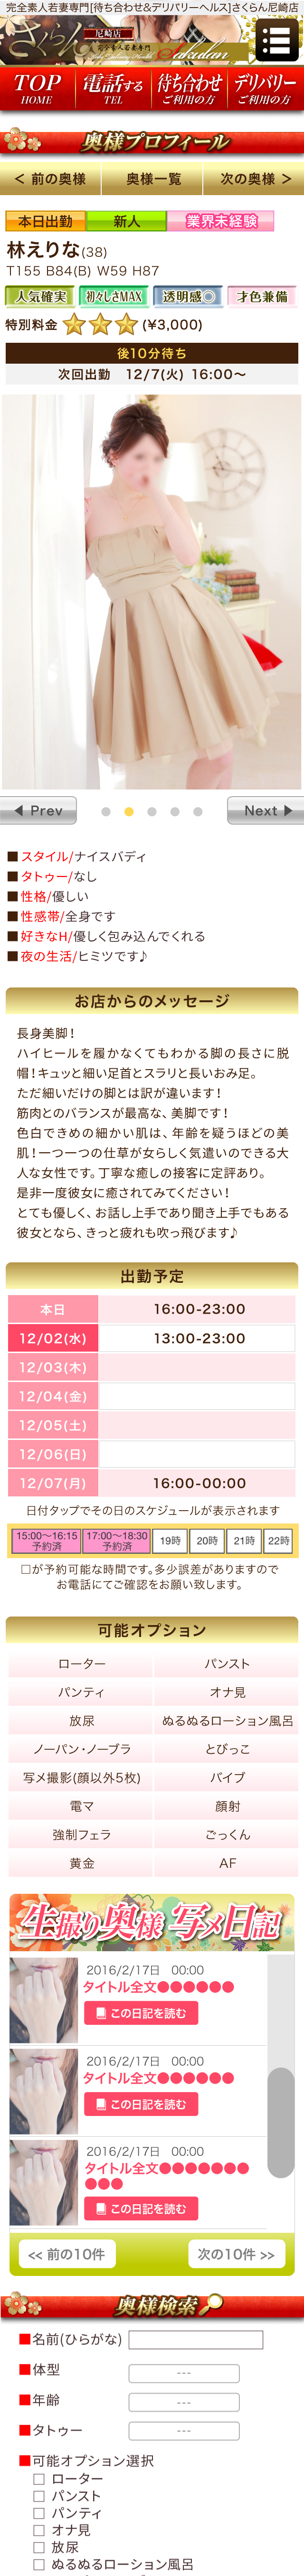 完全素人若妻専門[待ち合わせ&デリバリーヘルス]さくらん尼崎店
さくらん 尼崎店
完全素人若妻専門
Sakuran
TOP
HOME
電話する
TEL
待ち合わせ
ご利用の方
デリバリー
ご利用の方
奥様プロフィール
< 前の奥様 奥様一覧 次の奥様 >
本日出勤 新人 業界未経験
林えりな(38)
T155 B84(B) W59 H87
人気確実 初々しさMAX 透明感◎ 才色兼備
特別料金 (¥3,000)
後10分待ち
次回出勤 12/7(火) 16:00〜
◀ Prev Next ▶
■スタイル/ナイスバディ
■タトゥー/なし
■性格/優しい
■性感帯/全身です
■好きなH/優しく包み込んでくれる
■夜の生活/ヒミツです♪
お店からのメッセージ
長身美脚！
ハイヒールを履かなくてもわかる脚の長さに脱
帽！キュッと細い足首とスラリと長いおみ足。
ただ細いだけの脚とは訳が違います！
筋肉とのバランスが最高な、美脚です！
色白できめの細かい肌は、年齢を疑うほどの美
肌！一つ一つの仕草が女らしく気遣いのできる大
人な女性です。丁寧な癒しの接客に定評あり。
是非一度彼女に癒されてみてください！
とても優しく、お話し上手であり聞き上手でもある
彼女となら、きっと疲れも吹っ飛びます♪
出勤予定
本日 16:00-23:00
12/02(水) 13:00-23:00
12/03(木)
12/04(金)
12/05(土)
12/06(日)
12/07(月) 16:00-00:00
日付タップでその日のスケジュールが表示されます
15:00〜16:15 予約済 17:00〜18:30 予約済 19時 20時 21時 22時
□が予約可能な時間です。多少誤差がありますので
お電話にてご確認をお願い致します。
可能オプション
ローター パンスト
パンティ オナ見
放尿 ぬるぬるローション風呂
ノーパン・ノーブラ とびっこ
写メ撮影(顔以外5枚) バイブ
電マ 顔射
強制フェラ ごっくん
黄金 AF
生撮り奥様 写メ日記
2016/2/17日 00:00
タイトル全文●●●●●●
この日記を読む
2016/2/17日 00:00
タイトル全文●●●●●●
この日記を読む
2016/2/17日 00:00
タイトル全文●●●●●●●
●●●
この日記を読む
<< 前の10件 次の10件 >>
奥様検索
■名前(ひらがな)
■体型 ---
■年齢 ---
■タトゥー ---
■可能オプション選択
□ ローター
□ パンスト
□ パンティ
□ オナ見
□ 放尿
□ ぬるぬるローション風呂